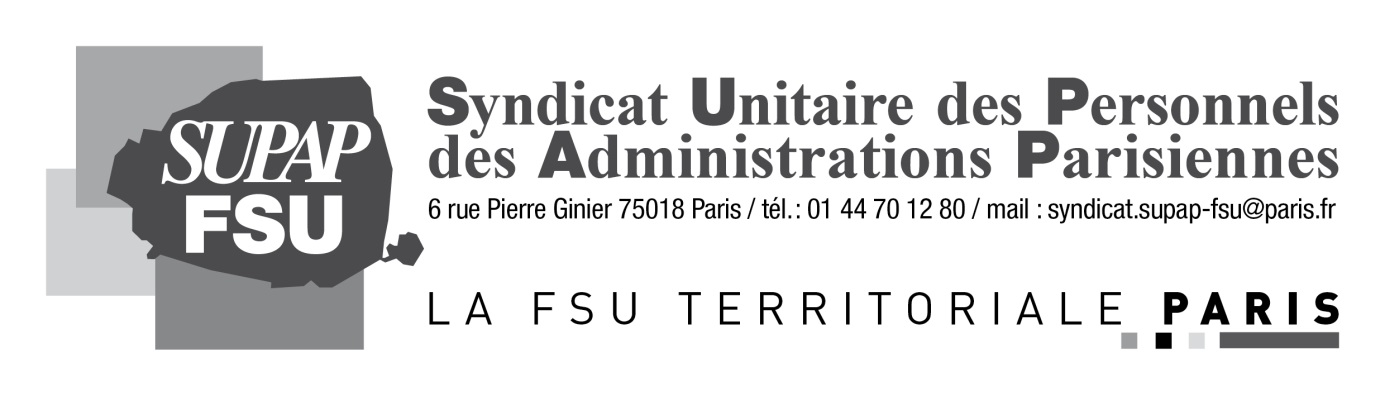 SUPAP
FSU
Syndicat Unitaire des Personnels
des Administrations Parisiennes
6 rue Pierre Ginier 75018 Paris / tél.: 01 44 70 12 80 / mail : syndicat.supap-fsu@paris.fr
LA FSU TERRITORIALE PARIS